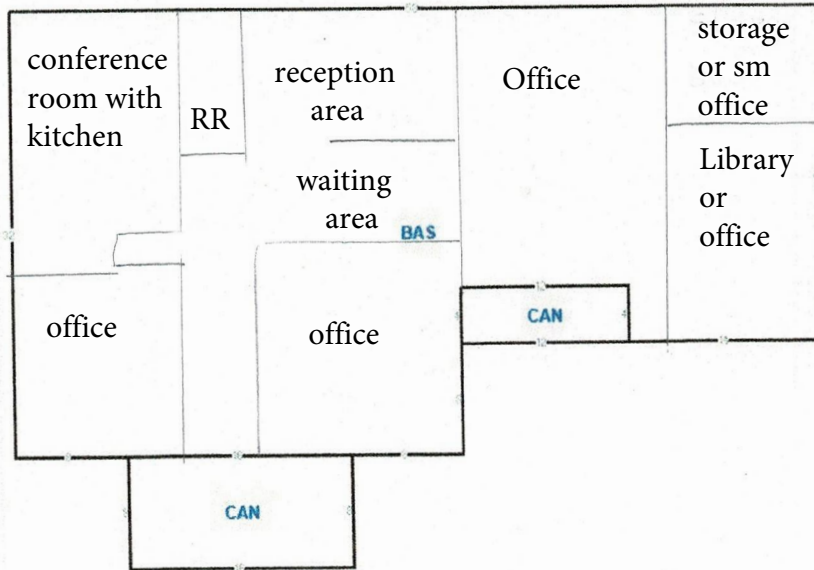 conference
room with
kitchen
RR
reception
area
Office
storage
or sm
office
Library
or
office
waiting
area
BAS
office
office
CAN
CAN